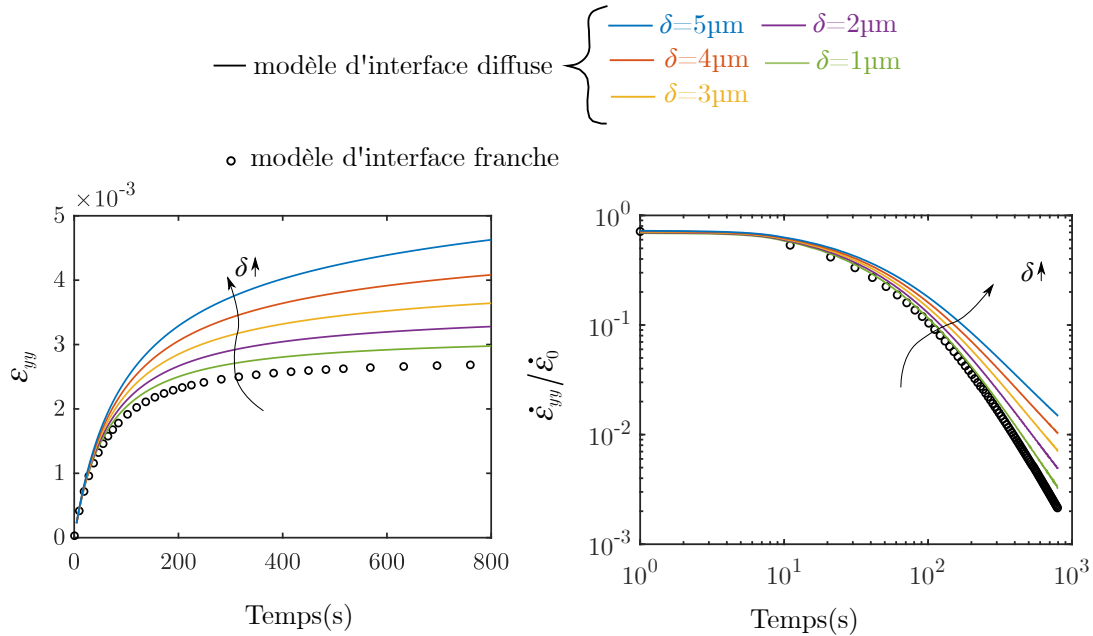 modèle d'interface diffuse
δ=5µm
δ=4µm
δ=3µm
δ=2µm
δ=1µm
modèle d'interface franche
×10⁻³
5
4
3
2
1
0
0 200 400 600 800
ε_yy
Temps(s)
δ
10⁰
10⁻¹
10⁻²
10⁻³
10⁰ 10¹ 10² 10³
ε̇_yy/ε̇₀
Temps(s)
δ